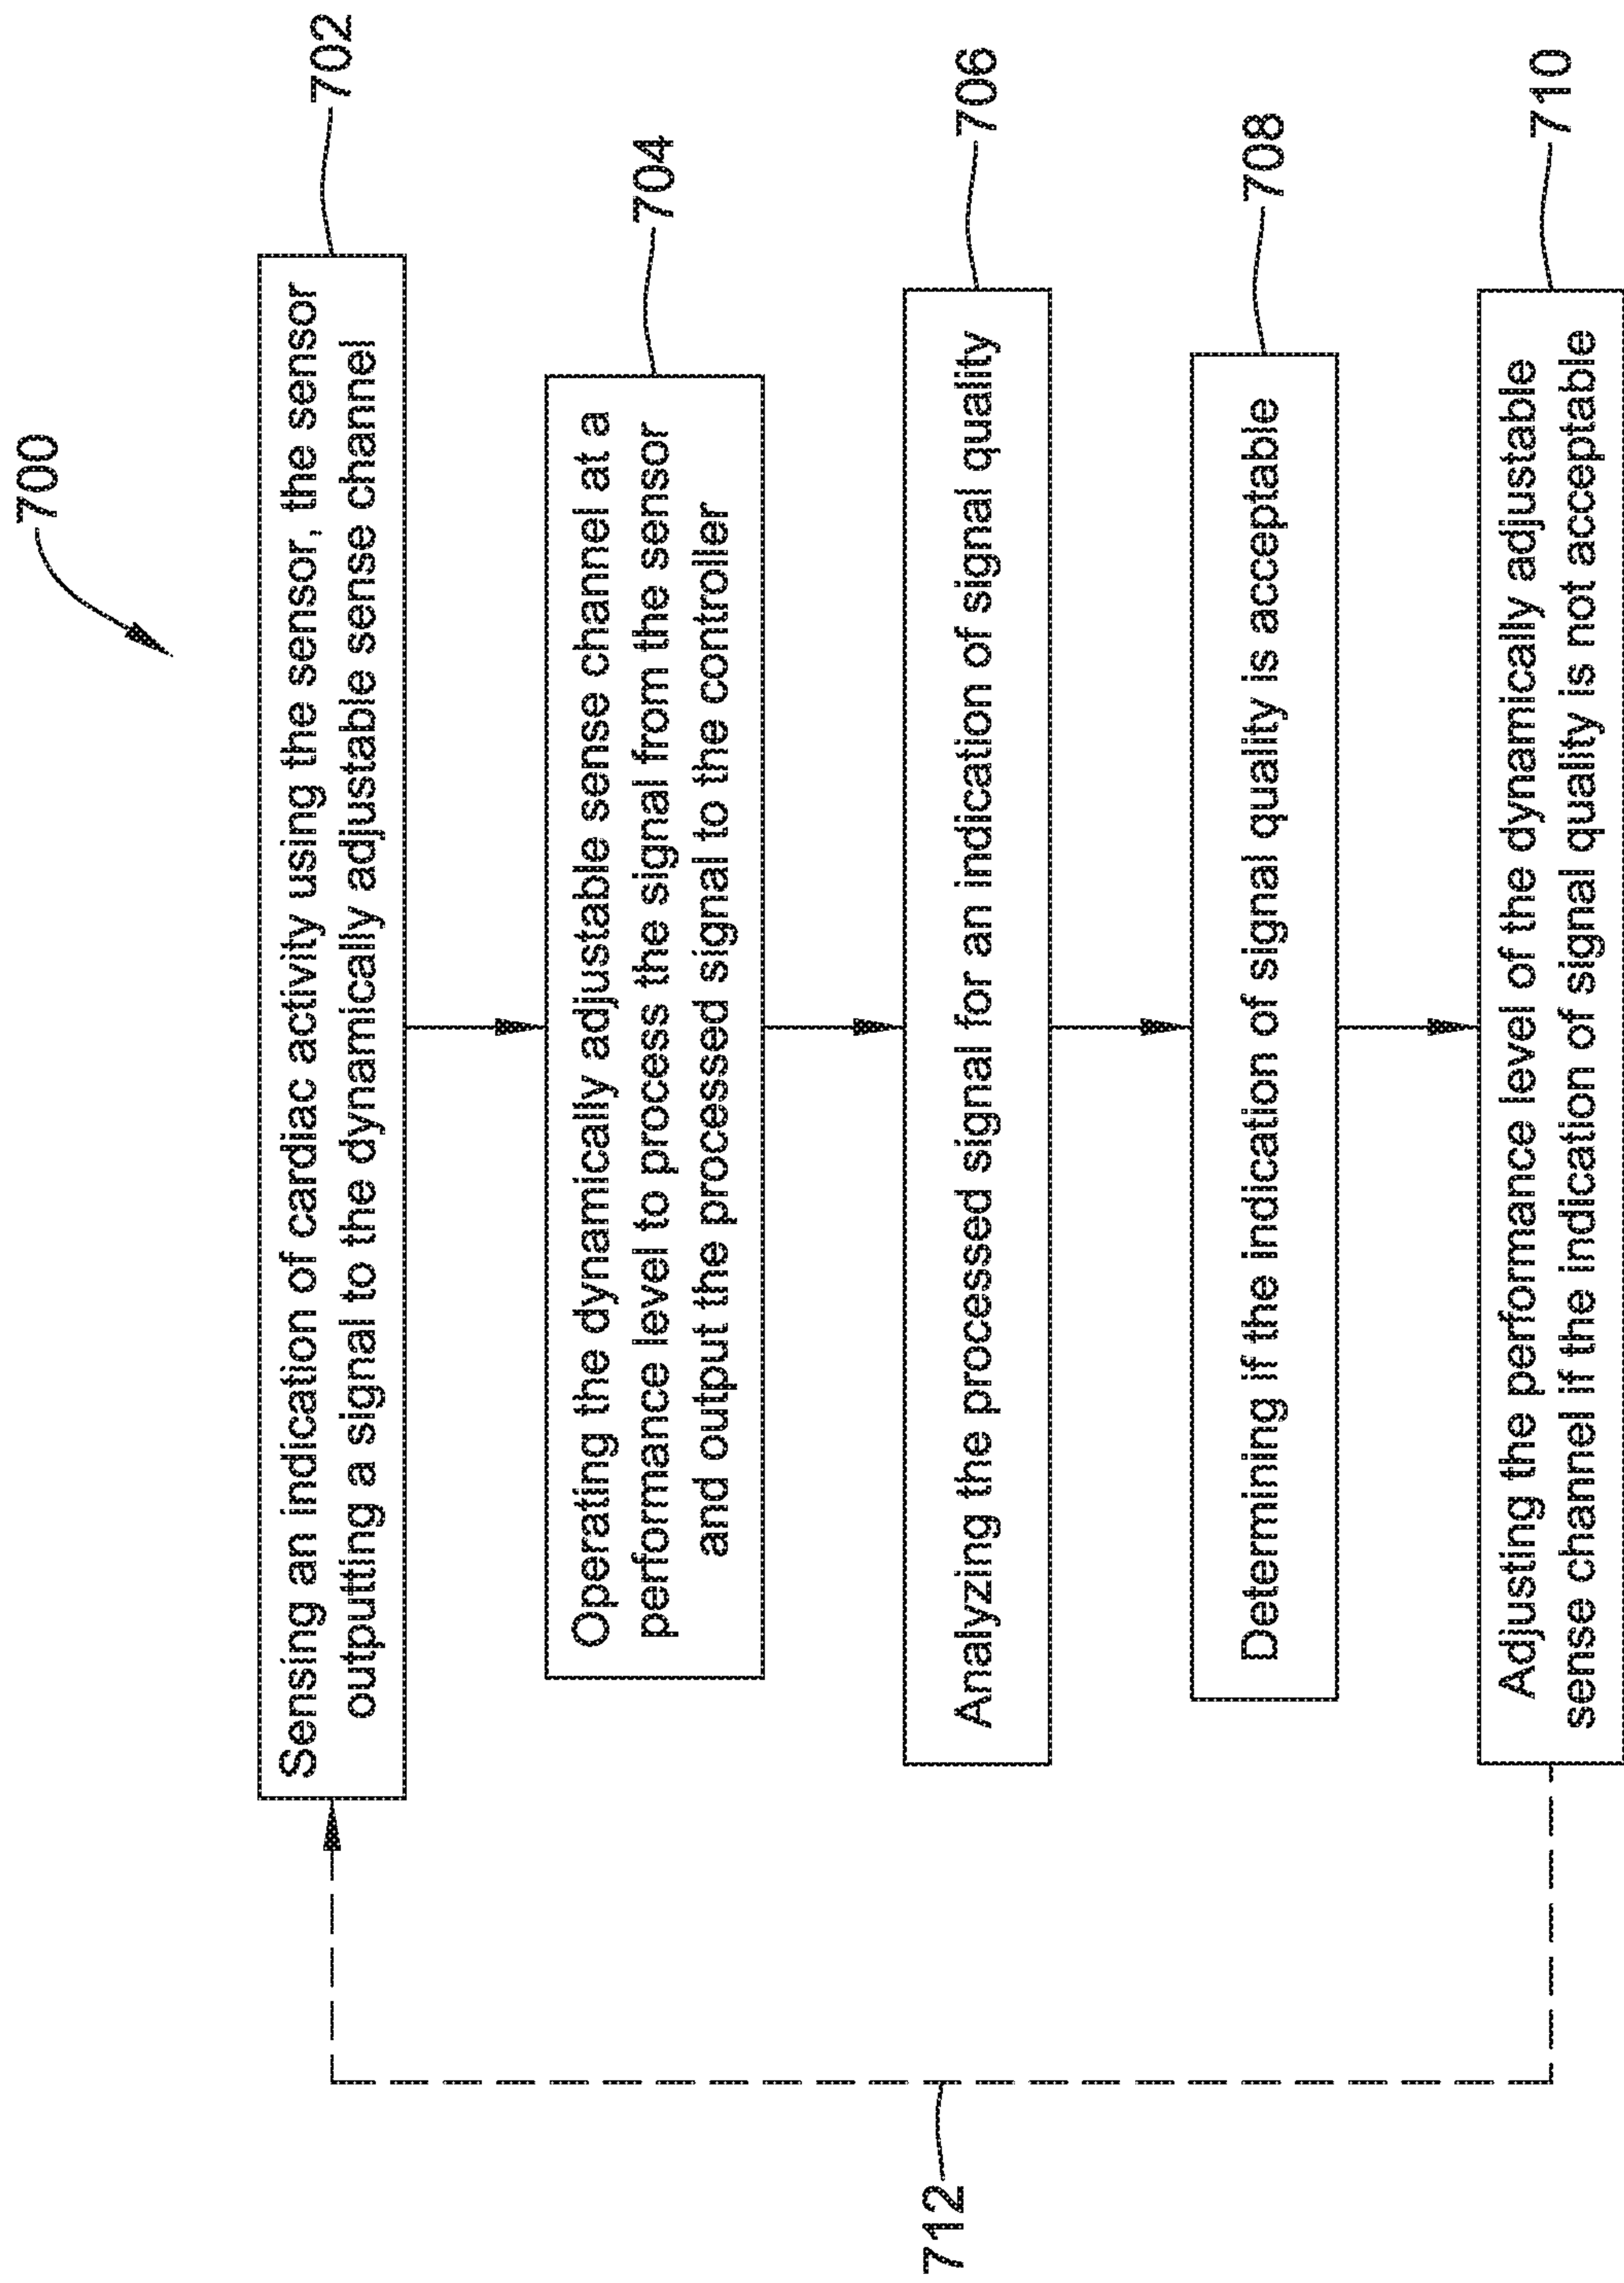 700
Sensing an indication of cardiac activity using the sensor, the sensor
outputting a signal to the dynamically adjustable sense channel
702
Operating the dynamically adjustable sense channel at a
performance level to process the signal from the sensor
and output the processed signal to the controller
704
Analyzing the processed signal for an indication of signal quality
706
Determining if the indication of signal quality is acceptable
708
Adjusting the performance level of the dynamically adjustable
sense channel if the indication of signal quality is not acceptable
710
712